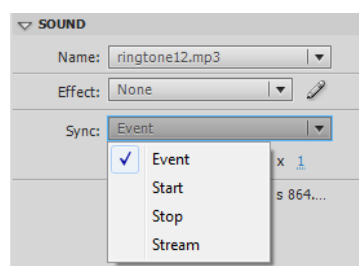 SOUND
Name: ringtone12.mp3
Effect: None
Sync: Event
Event x 1
Start s 864....
Stop
Stream